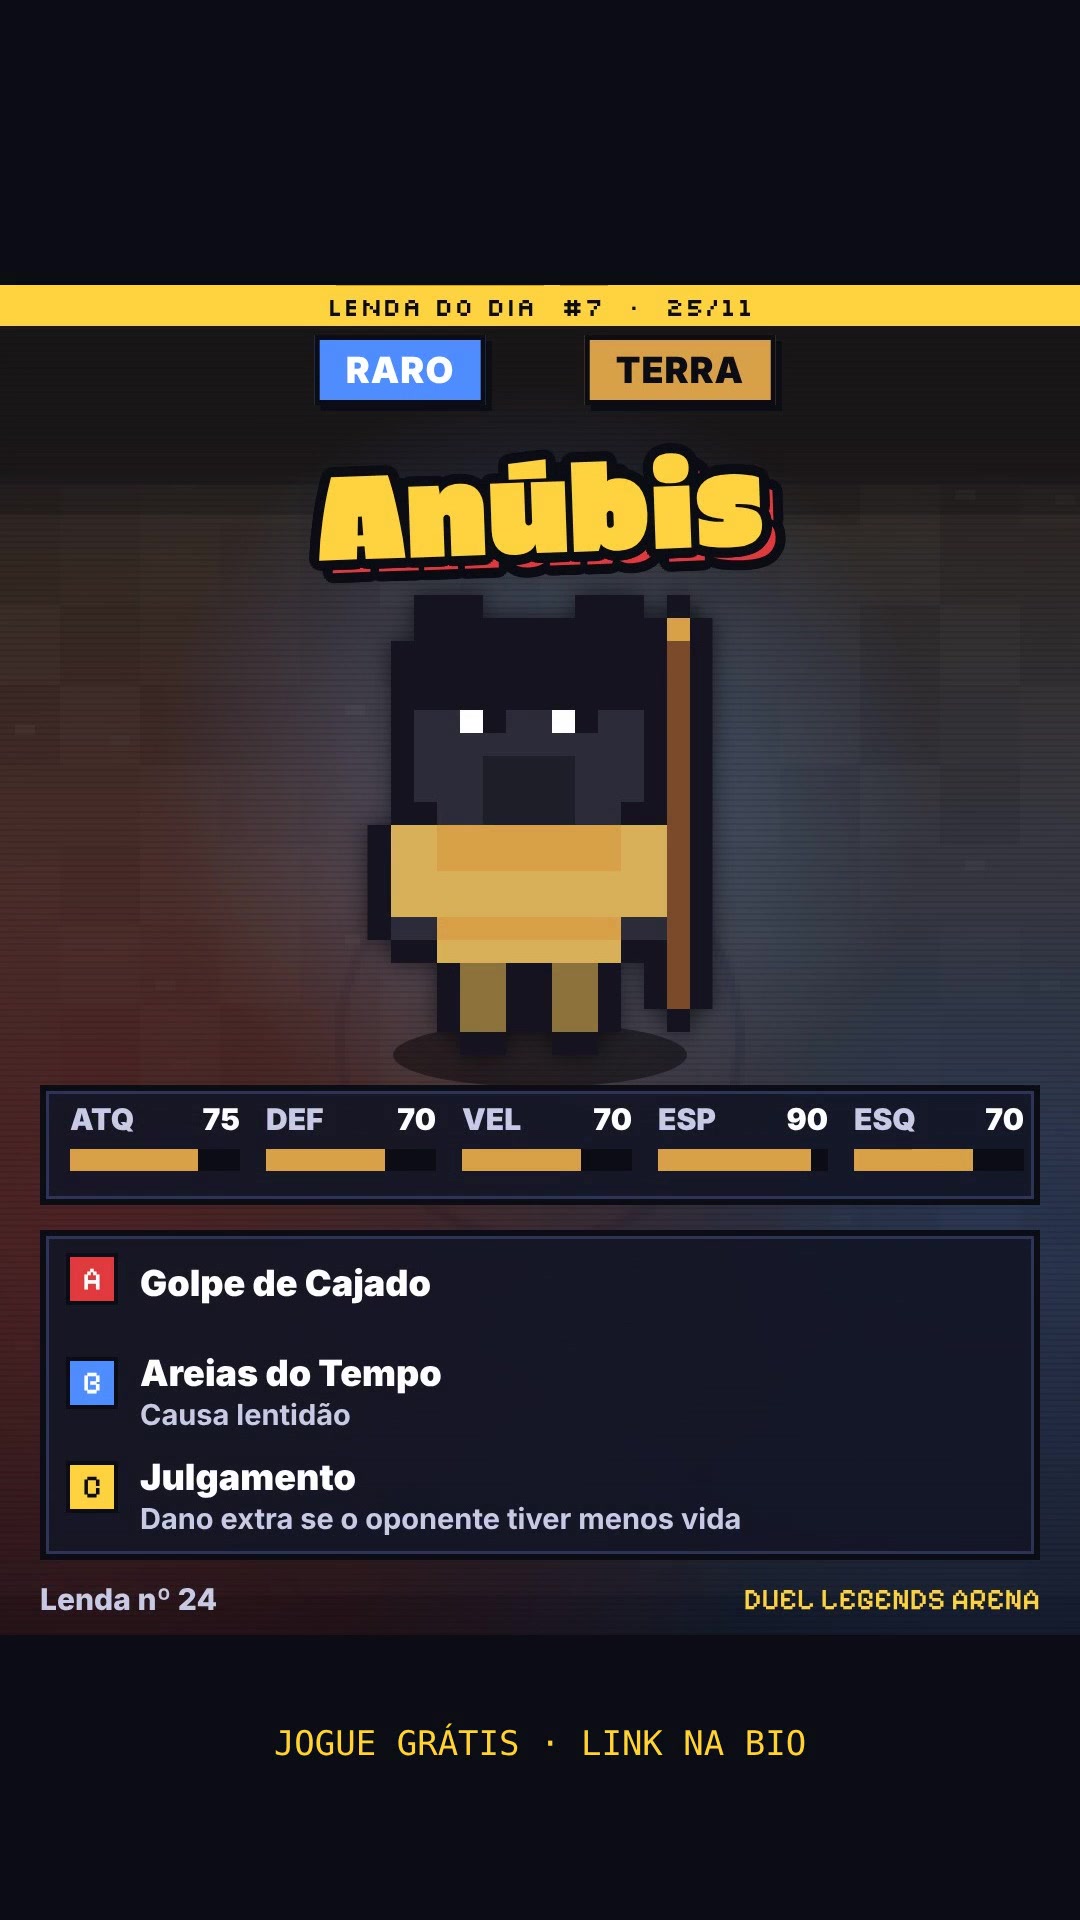 LENDA DO DIA #7 · 25/11
RARO TERRA
Anúbis
ATQ 75 DEF 70 VEL 70 ESP 90 ESQ 70
A Golpe de Cajado
B Areias do Tempo
Causa lentidão
C Julgamento
Dano extra se o oponente tiver menos vida
Lenda nº 24 DUEL LEGENDS ARENA
JOGUE GRÁTIS · LINK NA BIO